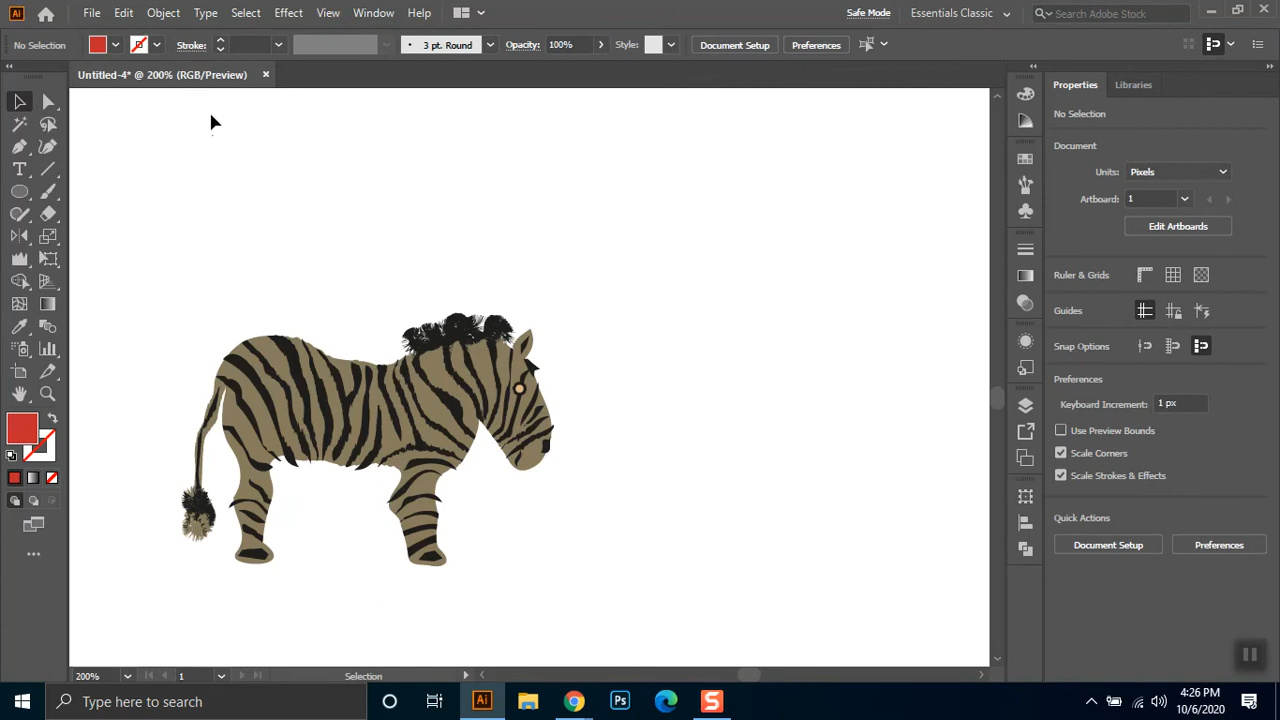 Ai File Edit Object Type Select Effect View Window Help Safe Mode Essentials Classic Search Adobe Stock
No Selection Stroke: 3 pt. Round Opacity: 100% Style: Document Setup Preferences
Untitled-4* @ 200% (RGB/Preview)
Properties Libraries
No Selection
Document
Units: Pixels
Artboard: 1
Edit Artboards
Ruler & Grids
Guides
Snap Options
Preferences
Keyboard Increment: 1 px
Use Preview Bounds
Scale Corners
Scale Strokes & Effects
Quick Actions
Document Setup Preferences
200% 1 Selection
Type here to search Ai Ps S 4:26 PM
10/6/2020